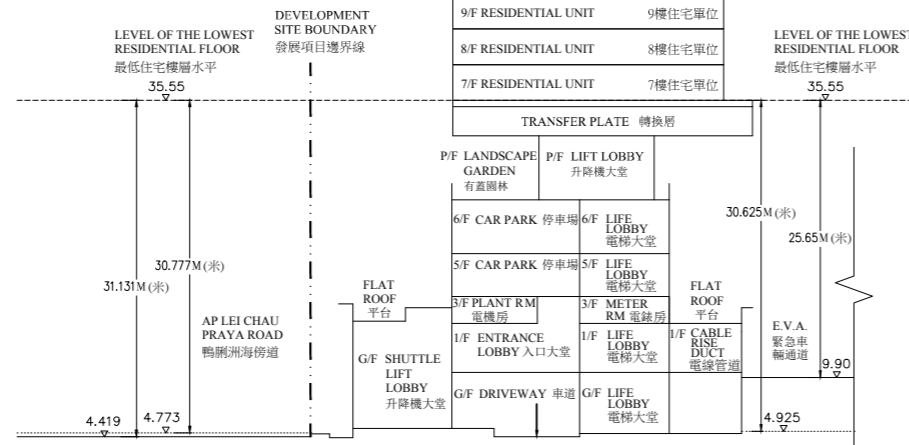 9/F RESIDENTIAL UNIT 9樓住宅單位
DEVELOPMENT
SITE BOUNDARY
發展項目邊界線
LEVEL OF THE LOWEST
RESIDENTIAL FLOOR
最低住宅樓層水平
35.55
8/F RESIDENTIAL UNIT 8樓住宅單位
7/F RESIDENTIAL UNIT 7樓住宅單位
LEVEL OF THE LOWEST
RESIDENTIAL FLOOR
最低住宅樓層水平
35.55
TRANSFER PLATE 轉換層
P/F LANDSCAPE
GARDEN
有蓋園林
P/F LIFT LOBBY
升降機大堂
6/F CAR PARK 停車場
6/F LIFE
LOBBY
電梯大堂
30.625M(米)
25.65M(米)
5/F CAR PARK 停車場
5/F LIFE
LOBBY
電梯大堂
30.777M(米)
31.131M(米)
FLAT
ROOF
平台
3/F PLANT RM
電機房
3/F METER
RM 電錶房
FLAT
ROOF
平台
AP LEI CHAU
PRAYA ROAD
鴨脷洲海傍道
G/F SHUTTLE
LIFT
LOBBY
升降機大堂
1/F ENTRANCE
LOBBY 入口大堂
1/F LIFE
LOBBY
電梯大堂
1/F CABLE
RISE
DUCT
電線管道
E.V.A.
緊急車
輛通道
9.90
G/F DRIVEWAY 車道
G/F LIFE
LOBBY
電梯大堂
4.419
4.773
4.925